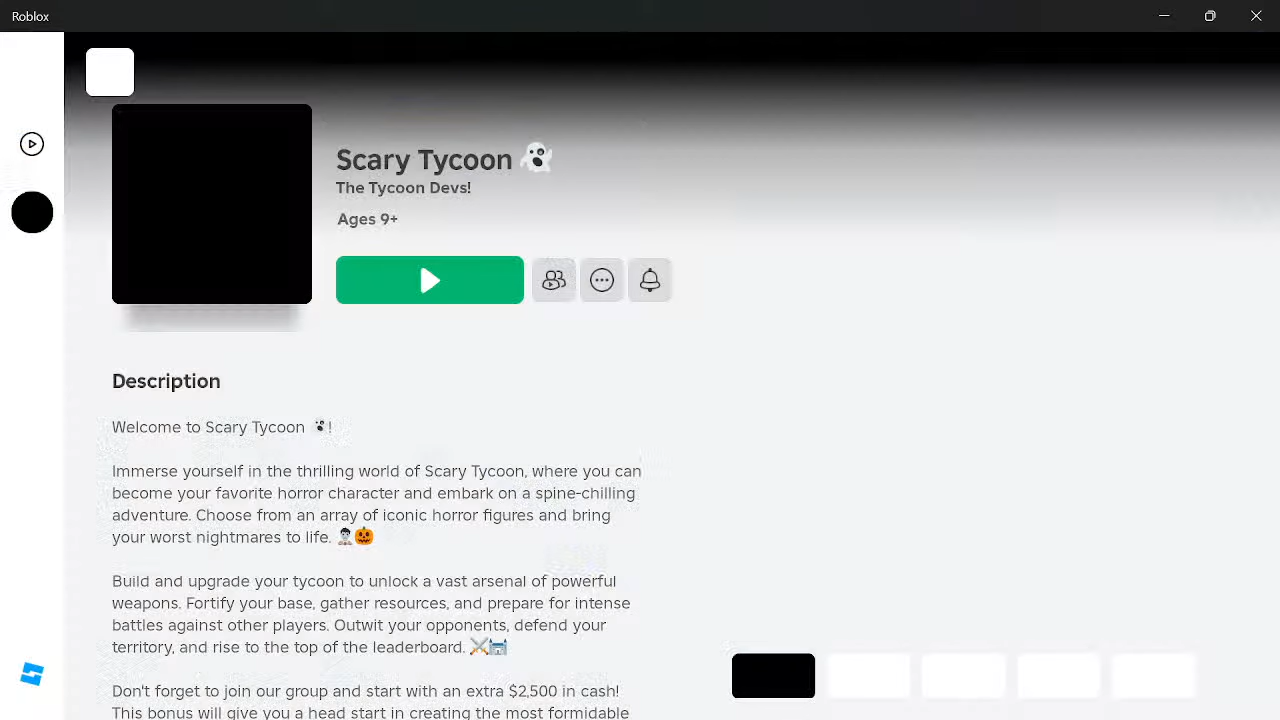 Roblox
Scary Tycoon 👻
The Tycoon Devs!
Ages 9+
Description
Welcome to Scary Tycoon 👻!
Immerse yourself in the thrilling world of Scary Tycoon, where you can
become your favorite horror character and embark on a spine-chilling
adventure. Choose from an array of iconic horror figures and bring
your worst nightmares to life. 🧛🎃
Build and upgrade your tycoon to unlock a vast arsenal of powerful
weapons. Fortify your base, gather resources, and prepare for intense
battles against other players. Outwit your opponents, defend your
territory, and rise to the top of the leaderboard. ⚔️🏰
Don't forget to join our group and start with an extra $2,500 in cash!
This bonus will give you a head start in creating the most formidable